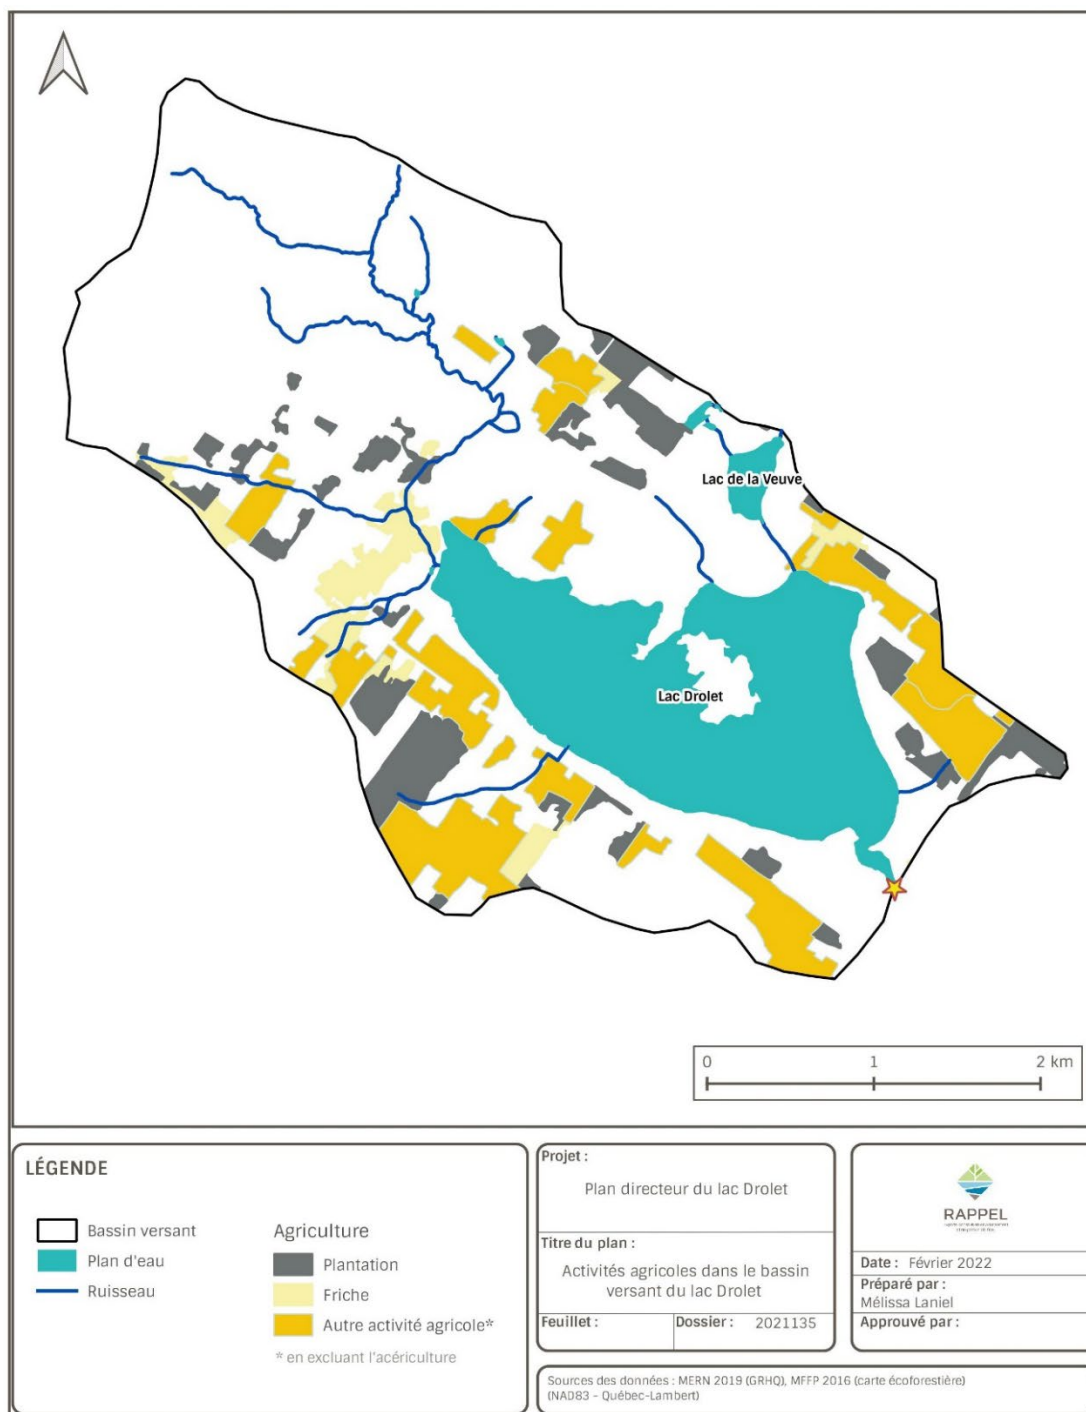 Lac de la Veuve
Lac Drolet
0 1 2 km
LÉGENDE
Bassin versant
Plan d'eau
Ruisseau
Agriculture
Plantation
Friche
Autre activité agricole*
* en excluant l'acériculture
Projet :
Plan directeur du lac Drolet
Titre du plan :
Activités agricoles dans le bassin
versant du lac Drolet
Feuillet :
Dossier : 2021135
RAPPEL
Date : Février 2022
Préparé par :
Mélissa Laniel
Approuvé par :
Sources des données : MERN 2019 (GRHQ), MFFP 2016 (carte écoforestière)
(NAD83 - Québec-Lambert)